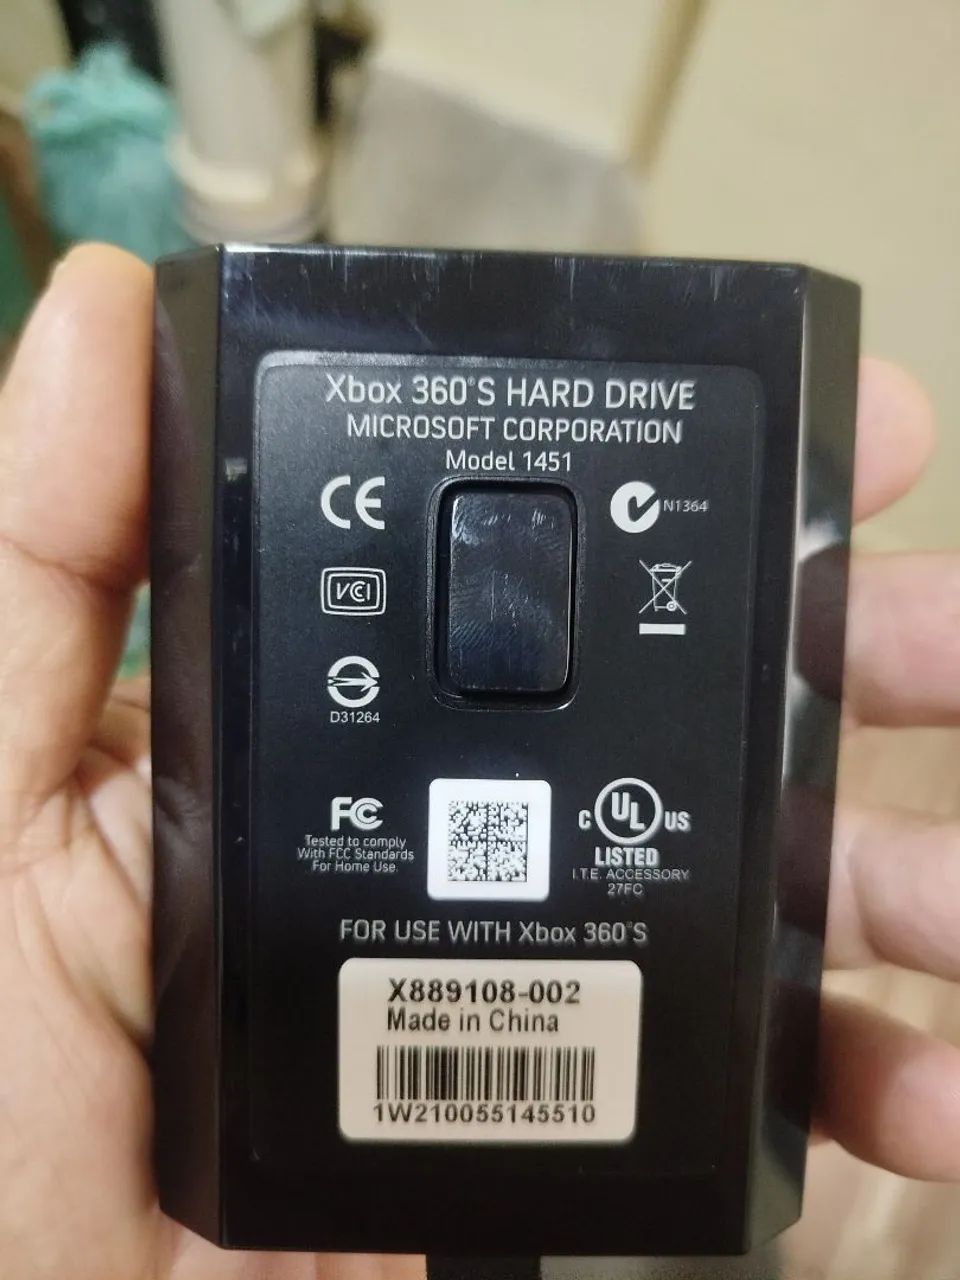 Xbox 360® S HARD DRIVE
MICROSOFT CORPORATION
Model 1451
CE
N1364
VCI
D31264
FC
Tested to comply
With FCC Standards
For Home Use
C UL US
LISTED
I.T.E. ACCESSORY
27FC
FOR USE WITH Xbox 360® S
X889108-002
Made in China
1W210055145510